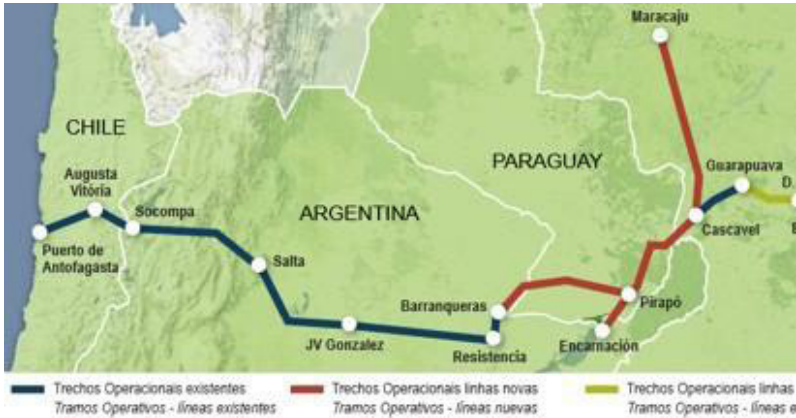 Maracaju
CHILE
PARAGUAY
Guarapuava
D.
Augusta
Vitória
Socompa
ARGENTINA
Cascavel
Puerto de
Antofagasta
Salta
Barranqueras
Pirapó
JV Gonzalez
Resistencia
Encarnación
Trechos Operacionais existentes
Tramos Operativos - líneas existentes
Trechos Operacionais linhas novas
Tramos Operativos - líneas nuevas
Trechos Operacionais linhas
Tramos Operativos - líneas e